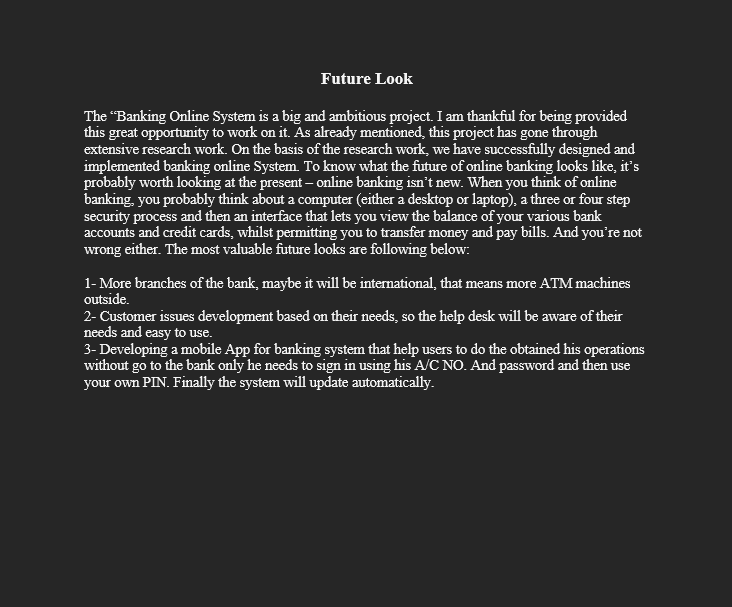 Future Look
The “Banking Online System is a big and ambitious project. I am thankful for being provided
this great opportunity to work on it. As already mentioned, this project has gone through
extensive research work. On the basis of the research work, we have successfully designed and
implemented banking online System. To know what the future of online banking looks like, it’s
probably worth looking at the present – online banking isn’t new. When you think of online
banking, you probably think about a computer (either a desktop or laptop), a three or four step
security process and then an interface that lets you view the balance of your various bank
accounts and credit cards, whilst permitting you to transfer money and pay bills. And you’re not
wrong either. The most valuable future looks are following below:
1- More branches of the bank, maybe it will be international, that means more ATM machines
outside.
2- Customer issues development based on their needs, so the help desk will be aware of their
needs and easy to use.
3- Developing a mobile App for banking system that help users to do the obtained his operations
without go to the bank only he needs to sign in using his A/C NO. And password and then use
your own PIN. Finally the system will update automatically.